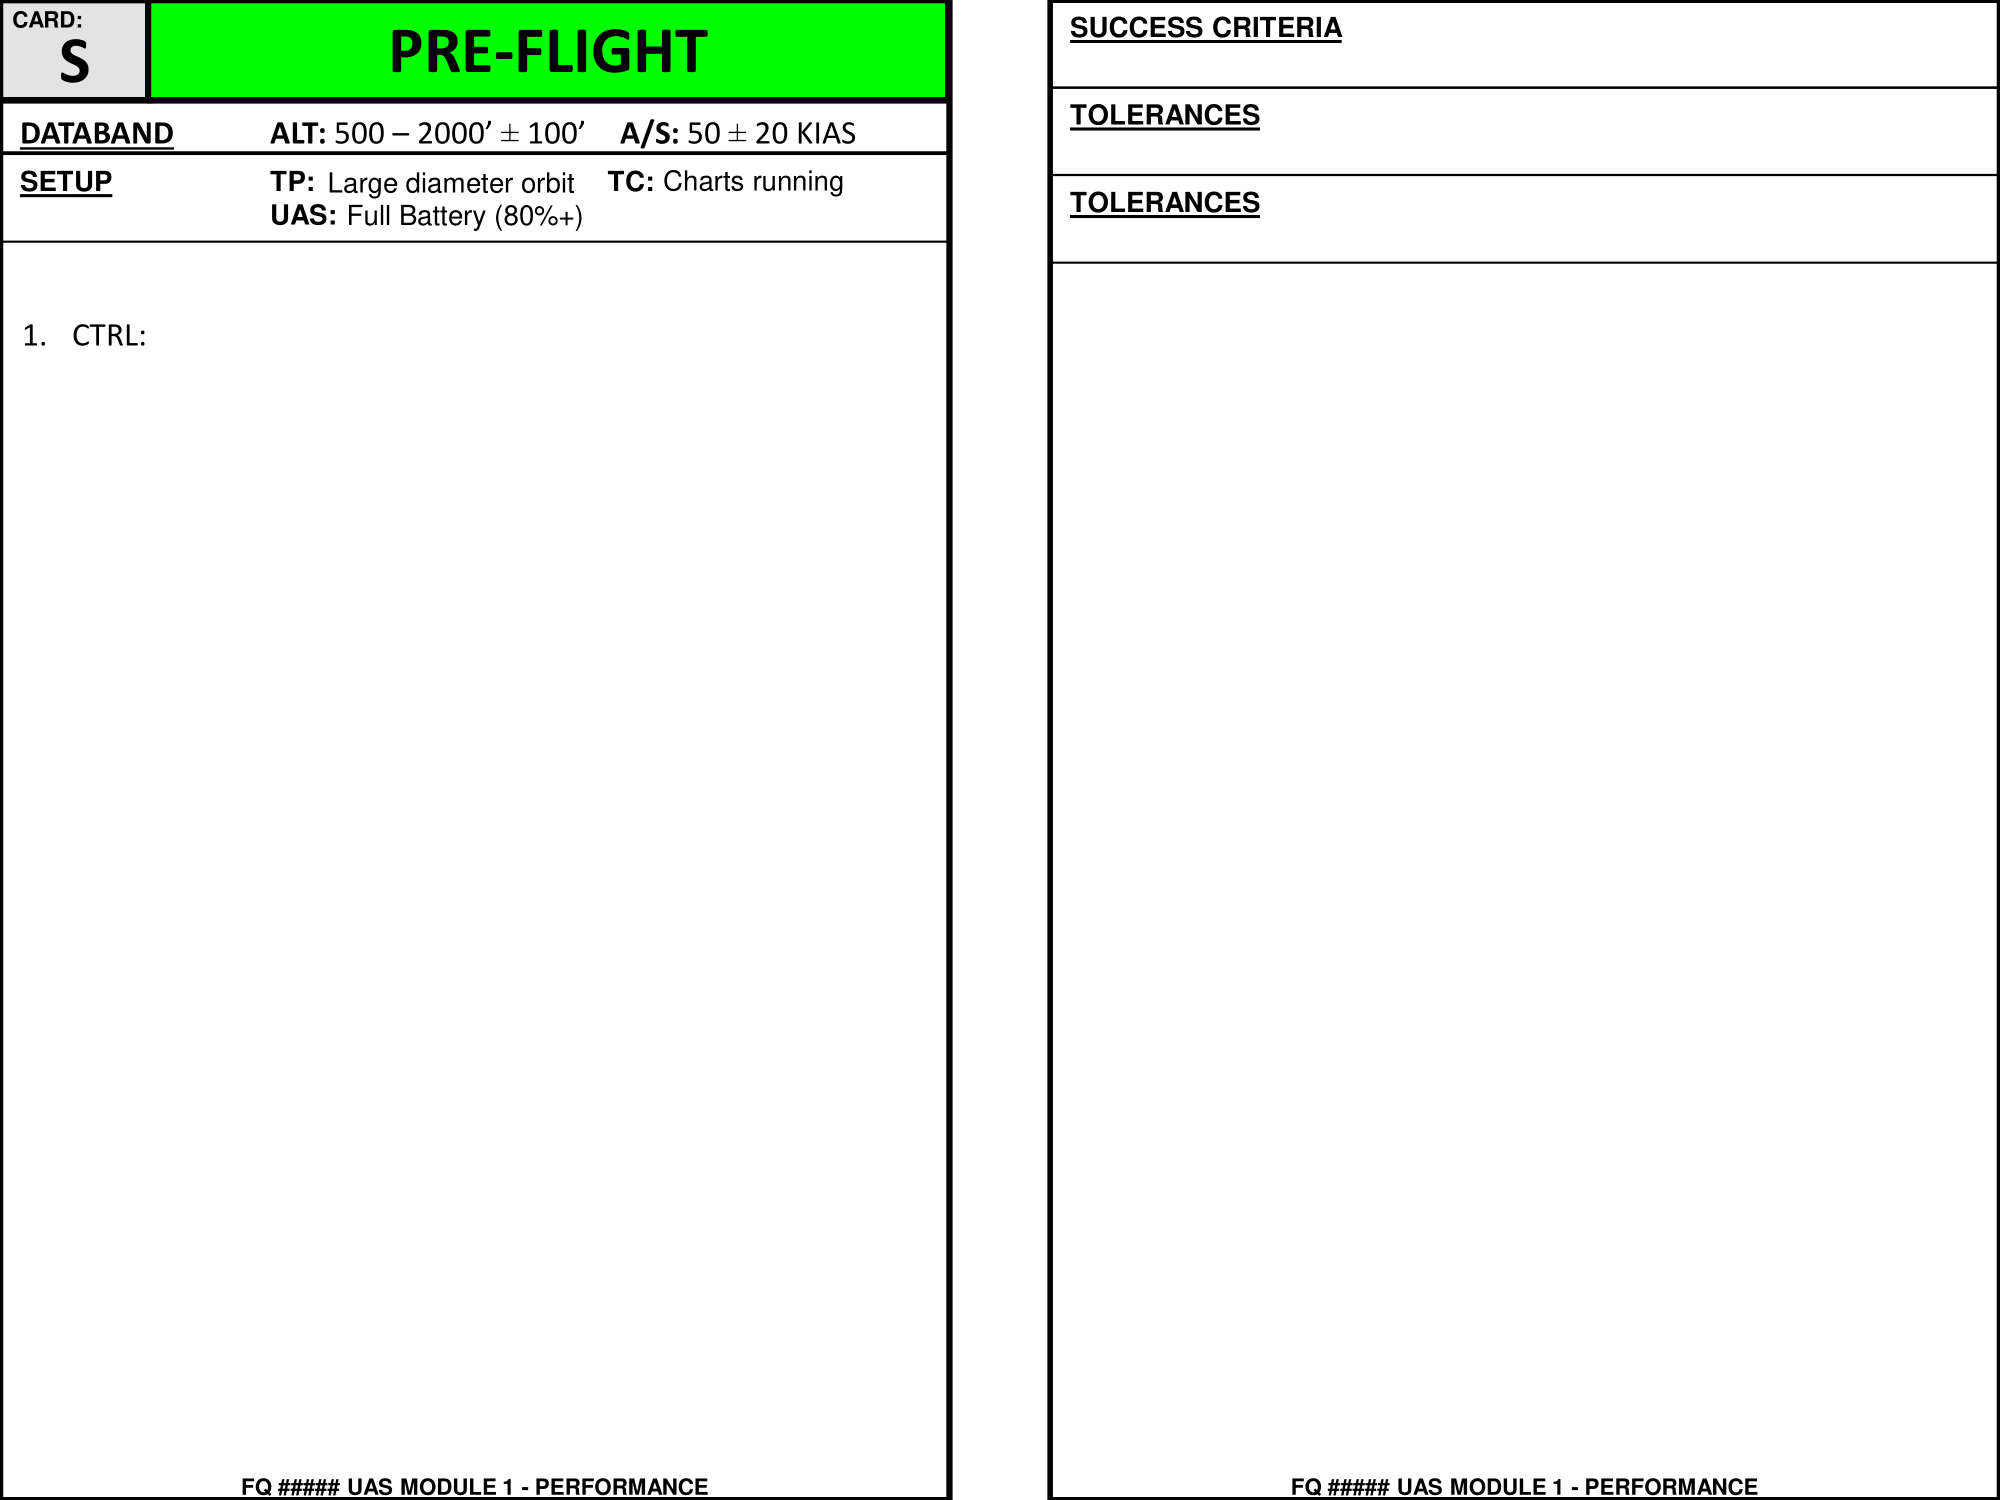 CARD:
S
PRE-FLIGHT
DATABAND ALT: 500 – 2000’ ± 100’ A/S: 50 ± 20 KIAS
SETUP TP: Large diameter orbit TC: Charts running
UAS: Full Battery (80%+)
1. CTRL:
FQ ##### UAS MODULE 1 - PERFORMANCE
SUCCESS CRITERIA
TOLERANCES
TOLERANCES
FQ ##### UAS MODULE 1 - PERFORMANCE